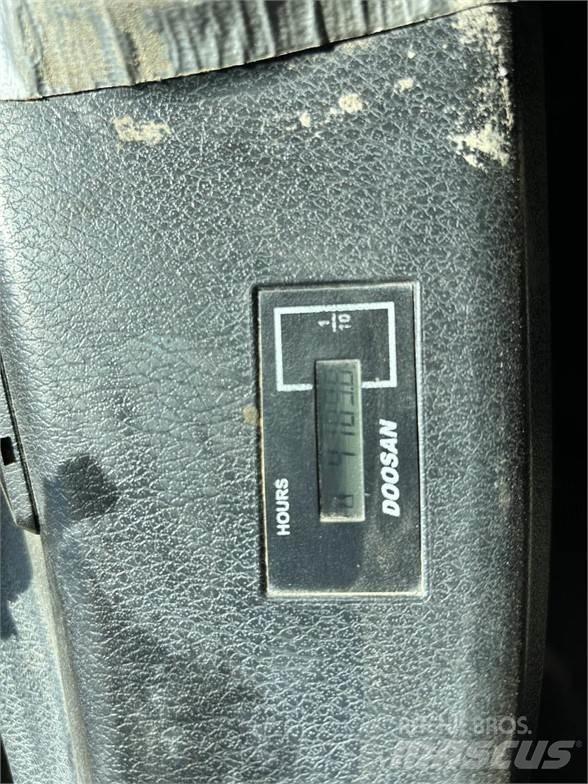 HOURS
1/10
DOOSAN
RITCHIE BROS.
MASCUS